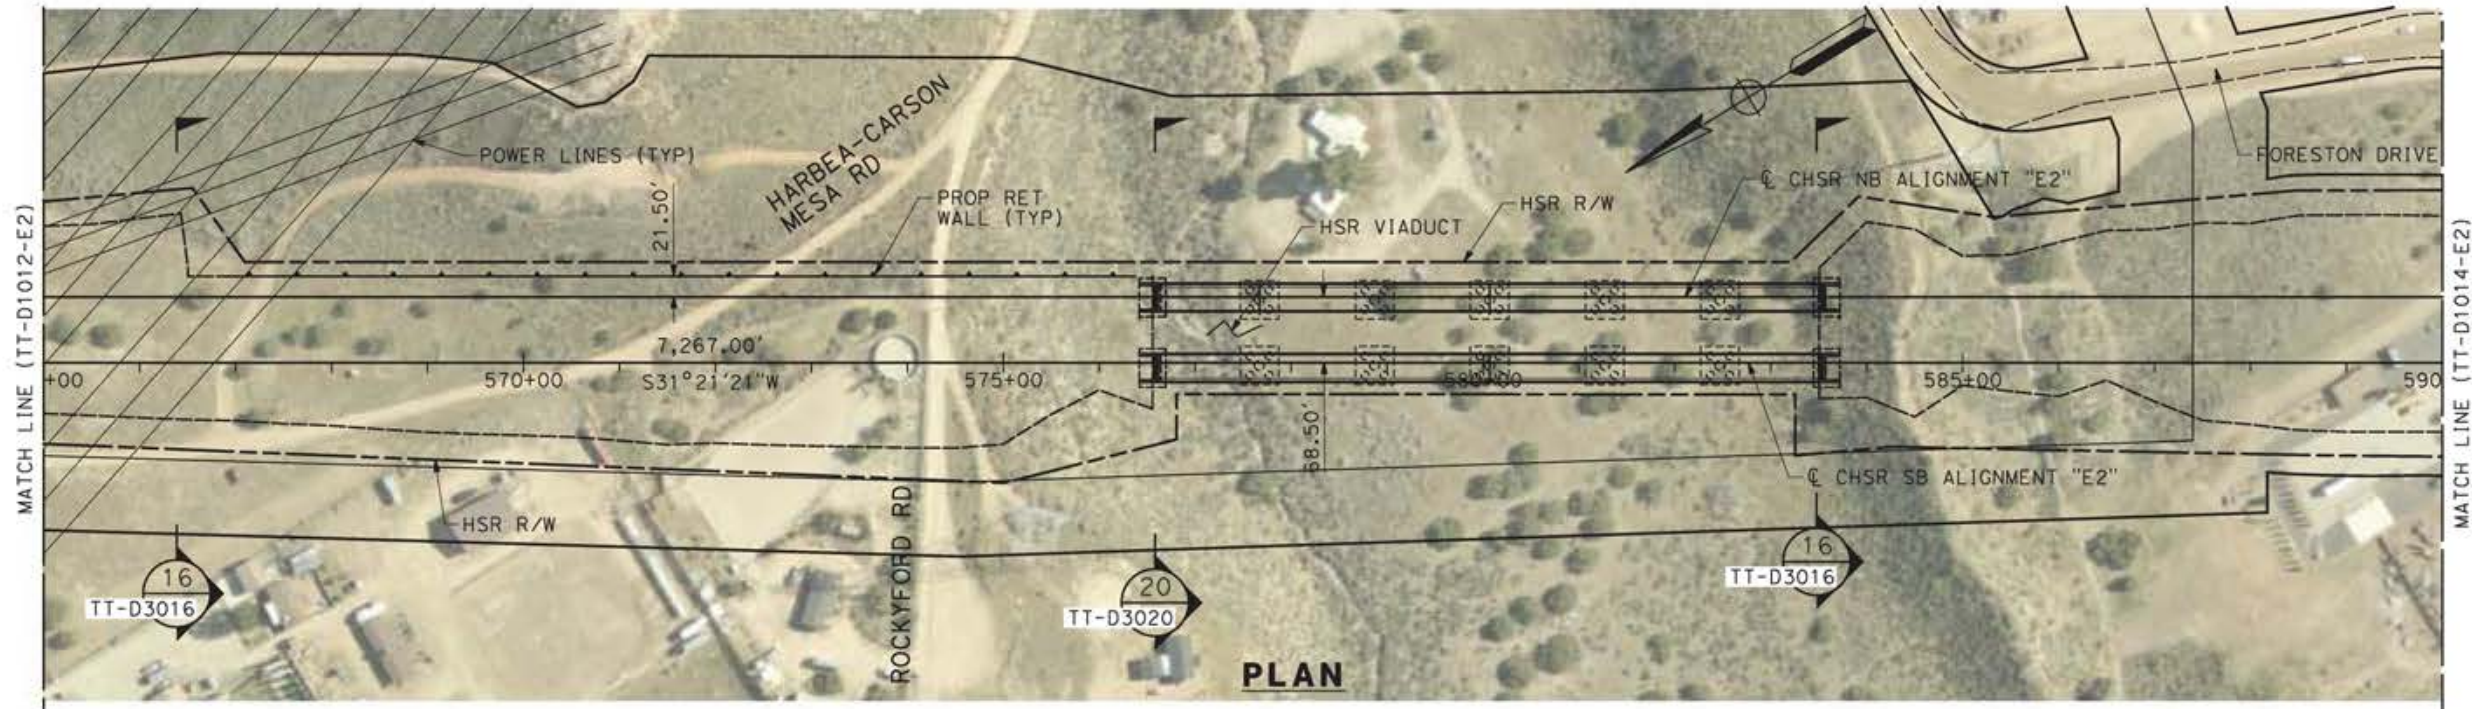 MATCH LINE (TT-D1012-E2)
POWER LINES (TYP)
HARBEA-CARSON
MESA RD
21.50'
PROP RET
WALL (TYP)
HSR VIADUCT
HSR R/W
℄ CHSR NB ALIGNMENT "E2"
FORESTON DRIVE
7,267.00'
+00
570+00
S31°21'21"W
575+00
580+00
585+00
590
68.50'
℄ CHSR SB ALIGNMENT "E2"
HSR R/W
ROCKYFORD RD
16
TT-D3016
20
TT-D3020
16
TT-D3016
PLAN
MATCH LINE (TT-D1014-E2)